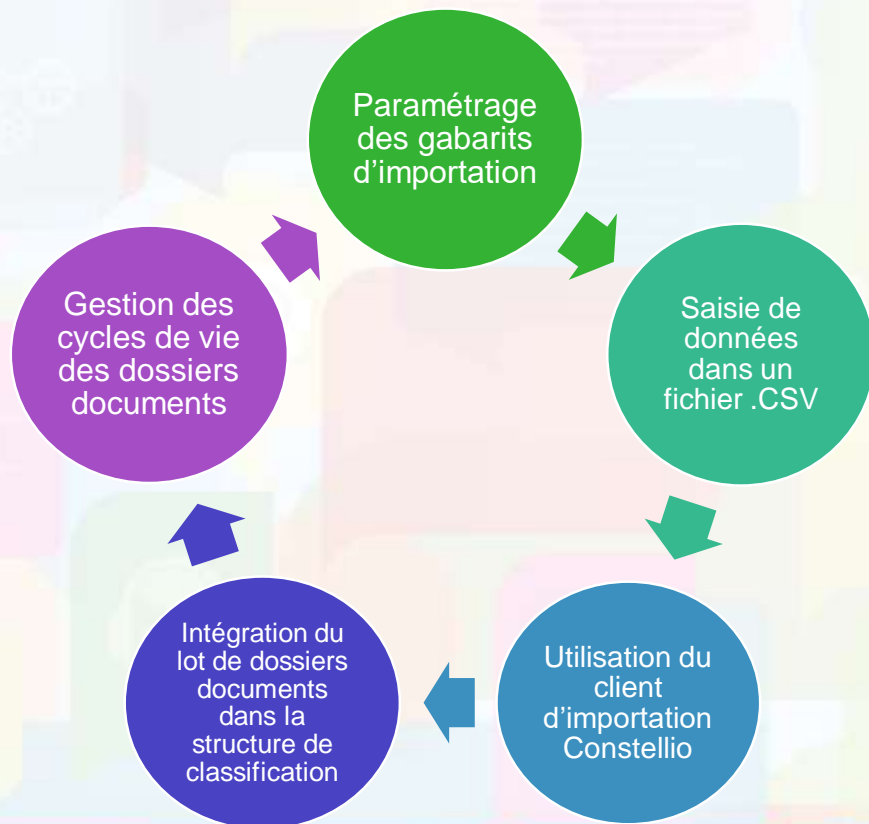 Paramétrage
des gabarits
d’importation
Saisie de
données
dans un
fichier .CSV
Utilisation du
client
d’importation
Constellio
Intégration du
lot de dossiers
documents
dans la
structure de
classification
Gestion des
cycles de vie
des dossiers
documents